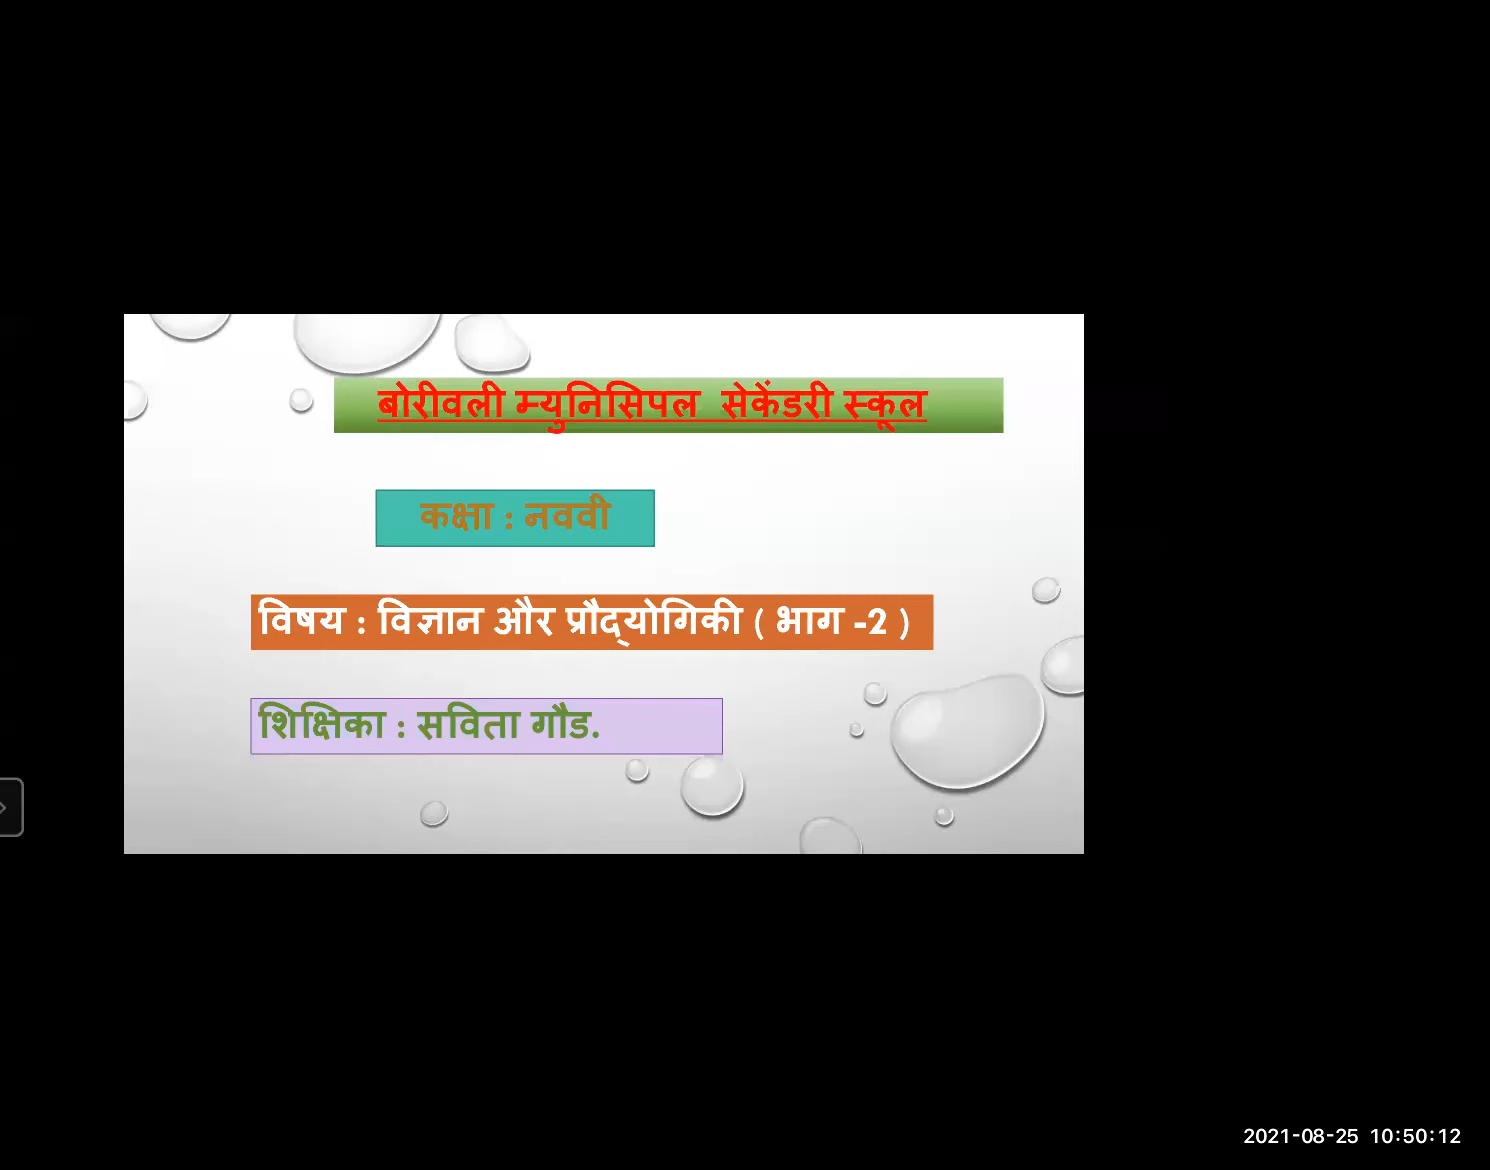 बोरीवली म्युनिसिपल सेकेंडरी स्कूल
कक्षा : नववी
विषय : विज्ञान और प्रौद्योगिकी ( भाग -2 )
शिक्षिका : सविता गौड.
2021-08-25 10:50:12